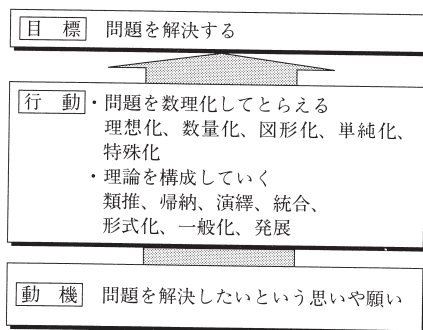 目　標　問題を解決する
行　動・問題を数理化してとらえる
理想化、数量化、図形化、単純化、
特殊化
・理論を構成していく
類推、帰納、演繹、統合、
形式化、一般化、発展
動　機　問題を解決したいという思いや願い